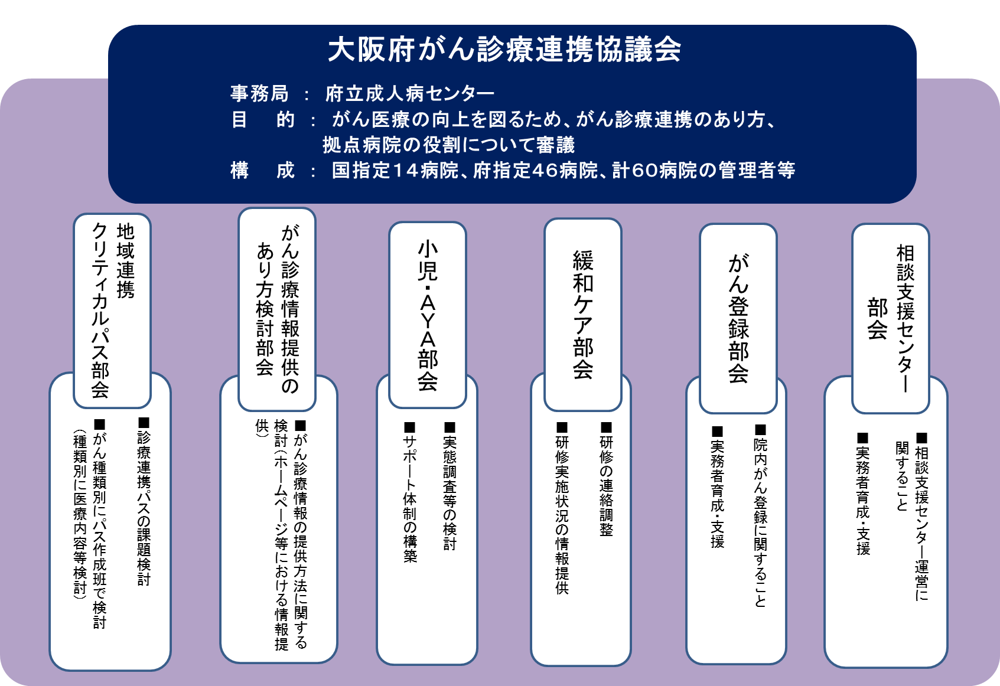 大阪府がん診療連携協議会
事務局　：　府立成人病センター
目　的　：　がん医療の向上を図るため、がん診療連携のあり方、
拠点病院の役割について審議
構　成　：　国指定１４病院、府指定４６病院、計６０病院の管理者等
相談支援センター
部会
■相談支援センター運営に
関すること
■実務者育成・支援
がん登録部会
■院内がん登録に関すること
■実務者育成・支援
緩和ケア部会
■研修の連絡調整
■研修実施状況の情報提供
小児・ＡＹＡ部会
■実態調査等の検討
■サポート体制の構築
がん診療情報提供の
あり方検討部会
■がん診療情報の提供方法に関する
検討（ホームページ等における情報提
供）
地域連携
クリティカルパス部会
■診療連携パスの課題検討
■がん種類別にパス作成班で検討
（種類別に医療内容等検討）